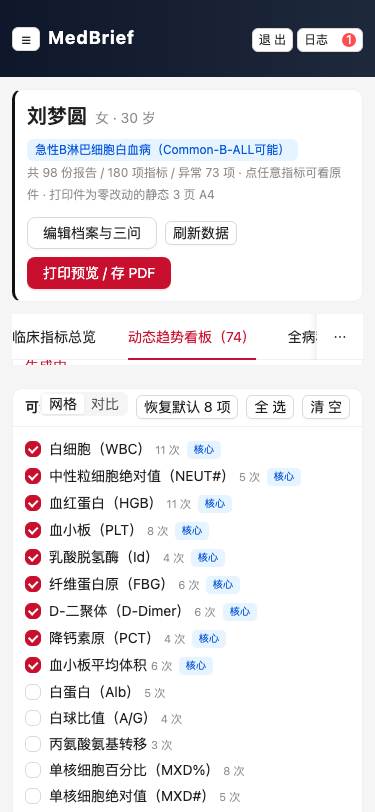 ≡ MedBrief 退 出 日志 1
刘梦圆 女 · 30 岁
急性B淋巴细胞白血病（Common-B-ALL可能）
共 98 份报告 / 180 项指标 / 异常 73 项 · 点任意指标可看原
件 · 打印件为零改动的静态 3 页 A4
编辑档案与三问 刷新数据
打印预览 / 存 PDF
临床指标总览 动态趋势看板（74） 全病 ···
可 网格 对比 恢复默认 8 项 全 选 清 空
白细胞（WBC） 11 次 核心
中性粒细胞绝对值（NEUT#） 5 次 核心
血红蛋白（HGB） 11 次 核心
血小板（PLT） 8 次 核心
乳酸脱氢酶（ld） 4 次 核心
纤维蛋白原（FBG） 6 次 核心
D-二聚体（D-Dimer） 6 次 核心
降钙素原（PCT） 4 次 核心
血小板平均体积 6 次 核心
白蛋白（Alb） 5 次
白球比值（A/G） 4 次
丙氨酸氨基转移 3 次
单核细胞百分比（MXD%） 8 次
单核细胞绝对值（MXD#） 5 次